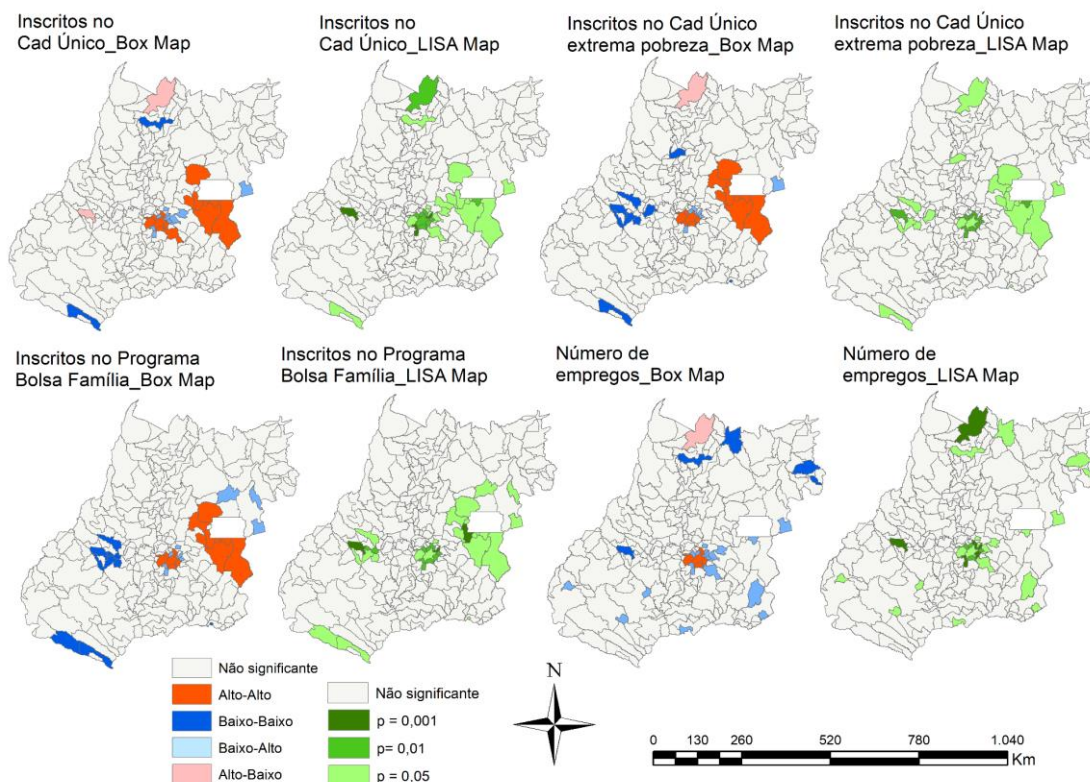 Inscritos no
Cad Único_Box Map
Inscritos no
Cad Único_LISA Map
Inscritos no Cad Único
extrema pobreza_Box Map
Inscritos no Cad Único
extrema pobreza_LISA Map
Inscritos no Programa
Bolsa Família_Box Map
Inscritos no Programa
Bolsa Família_LISA Map
Número de
empregos_Box Map
Número de
empregos_LISA Map
Não significante
Alto-Alto
Baixo-Baixo
Baixo-Alto
Alto-Baixo
Não significante
p = 0,001
p= 0,01
p = 0,05
N
0 130 260 520 780 1.040
Km